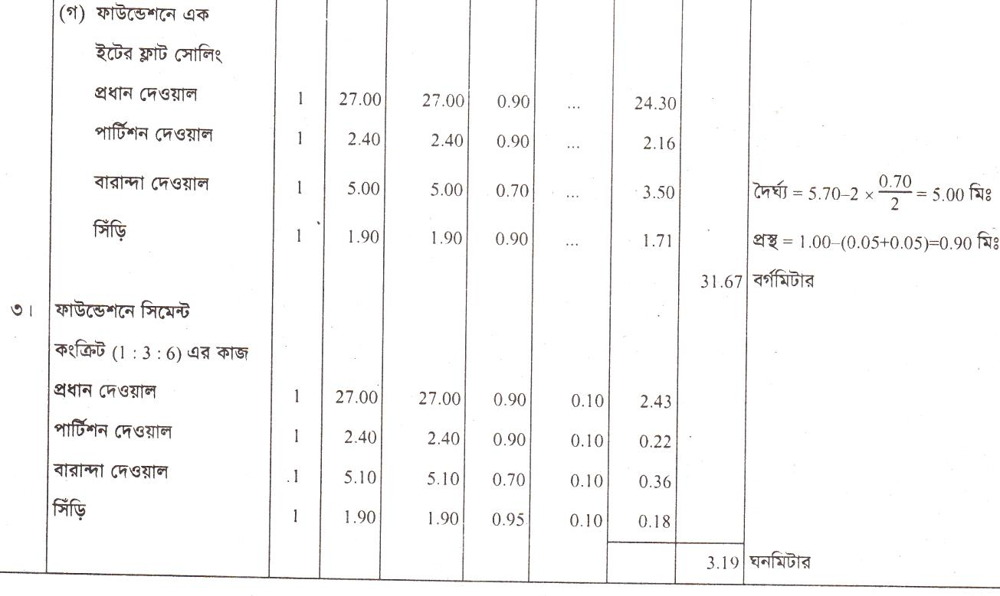 (গ) ফাউন্ডেশনে এক
ইটের ফ্লাট সোলিং
প্রধান দেওয়াল 1 27.00 27.00 0.90 ... 24.30
পার্টিশন দেওয়াল 1 2.40 2.40 0.90 ... 2.16
বারান্দা দেওয়াল 1 5.00 5.00 0.70 ... 3.50 দৈর্ঘ্য = 5.70–2 × 0.70/2 = 5.00 মিঃ
সিঁড়ি 1 1.90 1.90 0.90 ... 1.71 প্রস্থ = 1.00–(0.05+0.05)=0.90 মিঃ
31.67 বর্গমিটার
৩। ফাউন্ডেশনে সিমেন্ট
কংক্রিট (1 : 3 : 6) এর কাজ
প্রধান দেওয়াল 1 27.00 27.00 0.90 0.10 2.43
পার্টিশন দেওয়াল 1 2.40 2.40 0.90 0.10 0.22
বারান্দা দেওয়াল 1 5.10 5.10 0.70 0.10 0.36
সিঁড়ি 1 1.90 1.90 0.95 0.10 0.18
3.19 ঘনমিটার